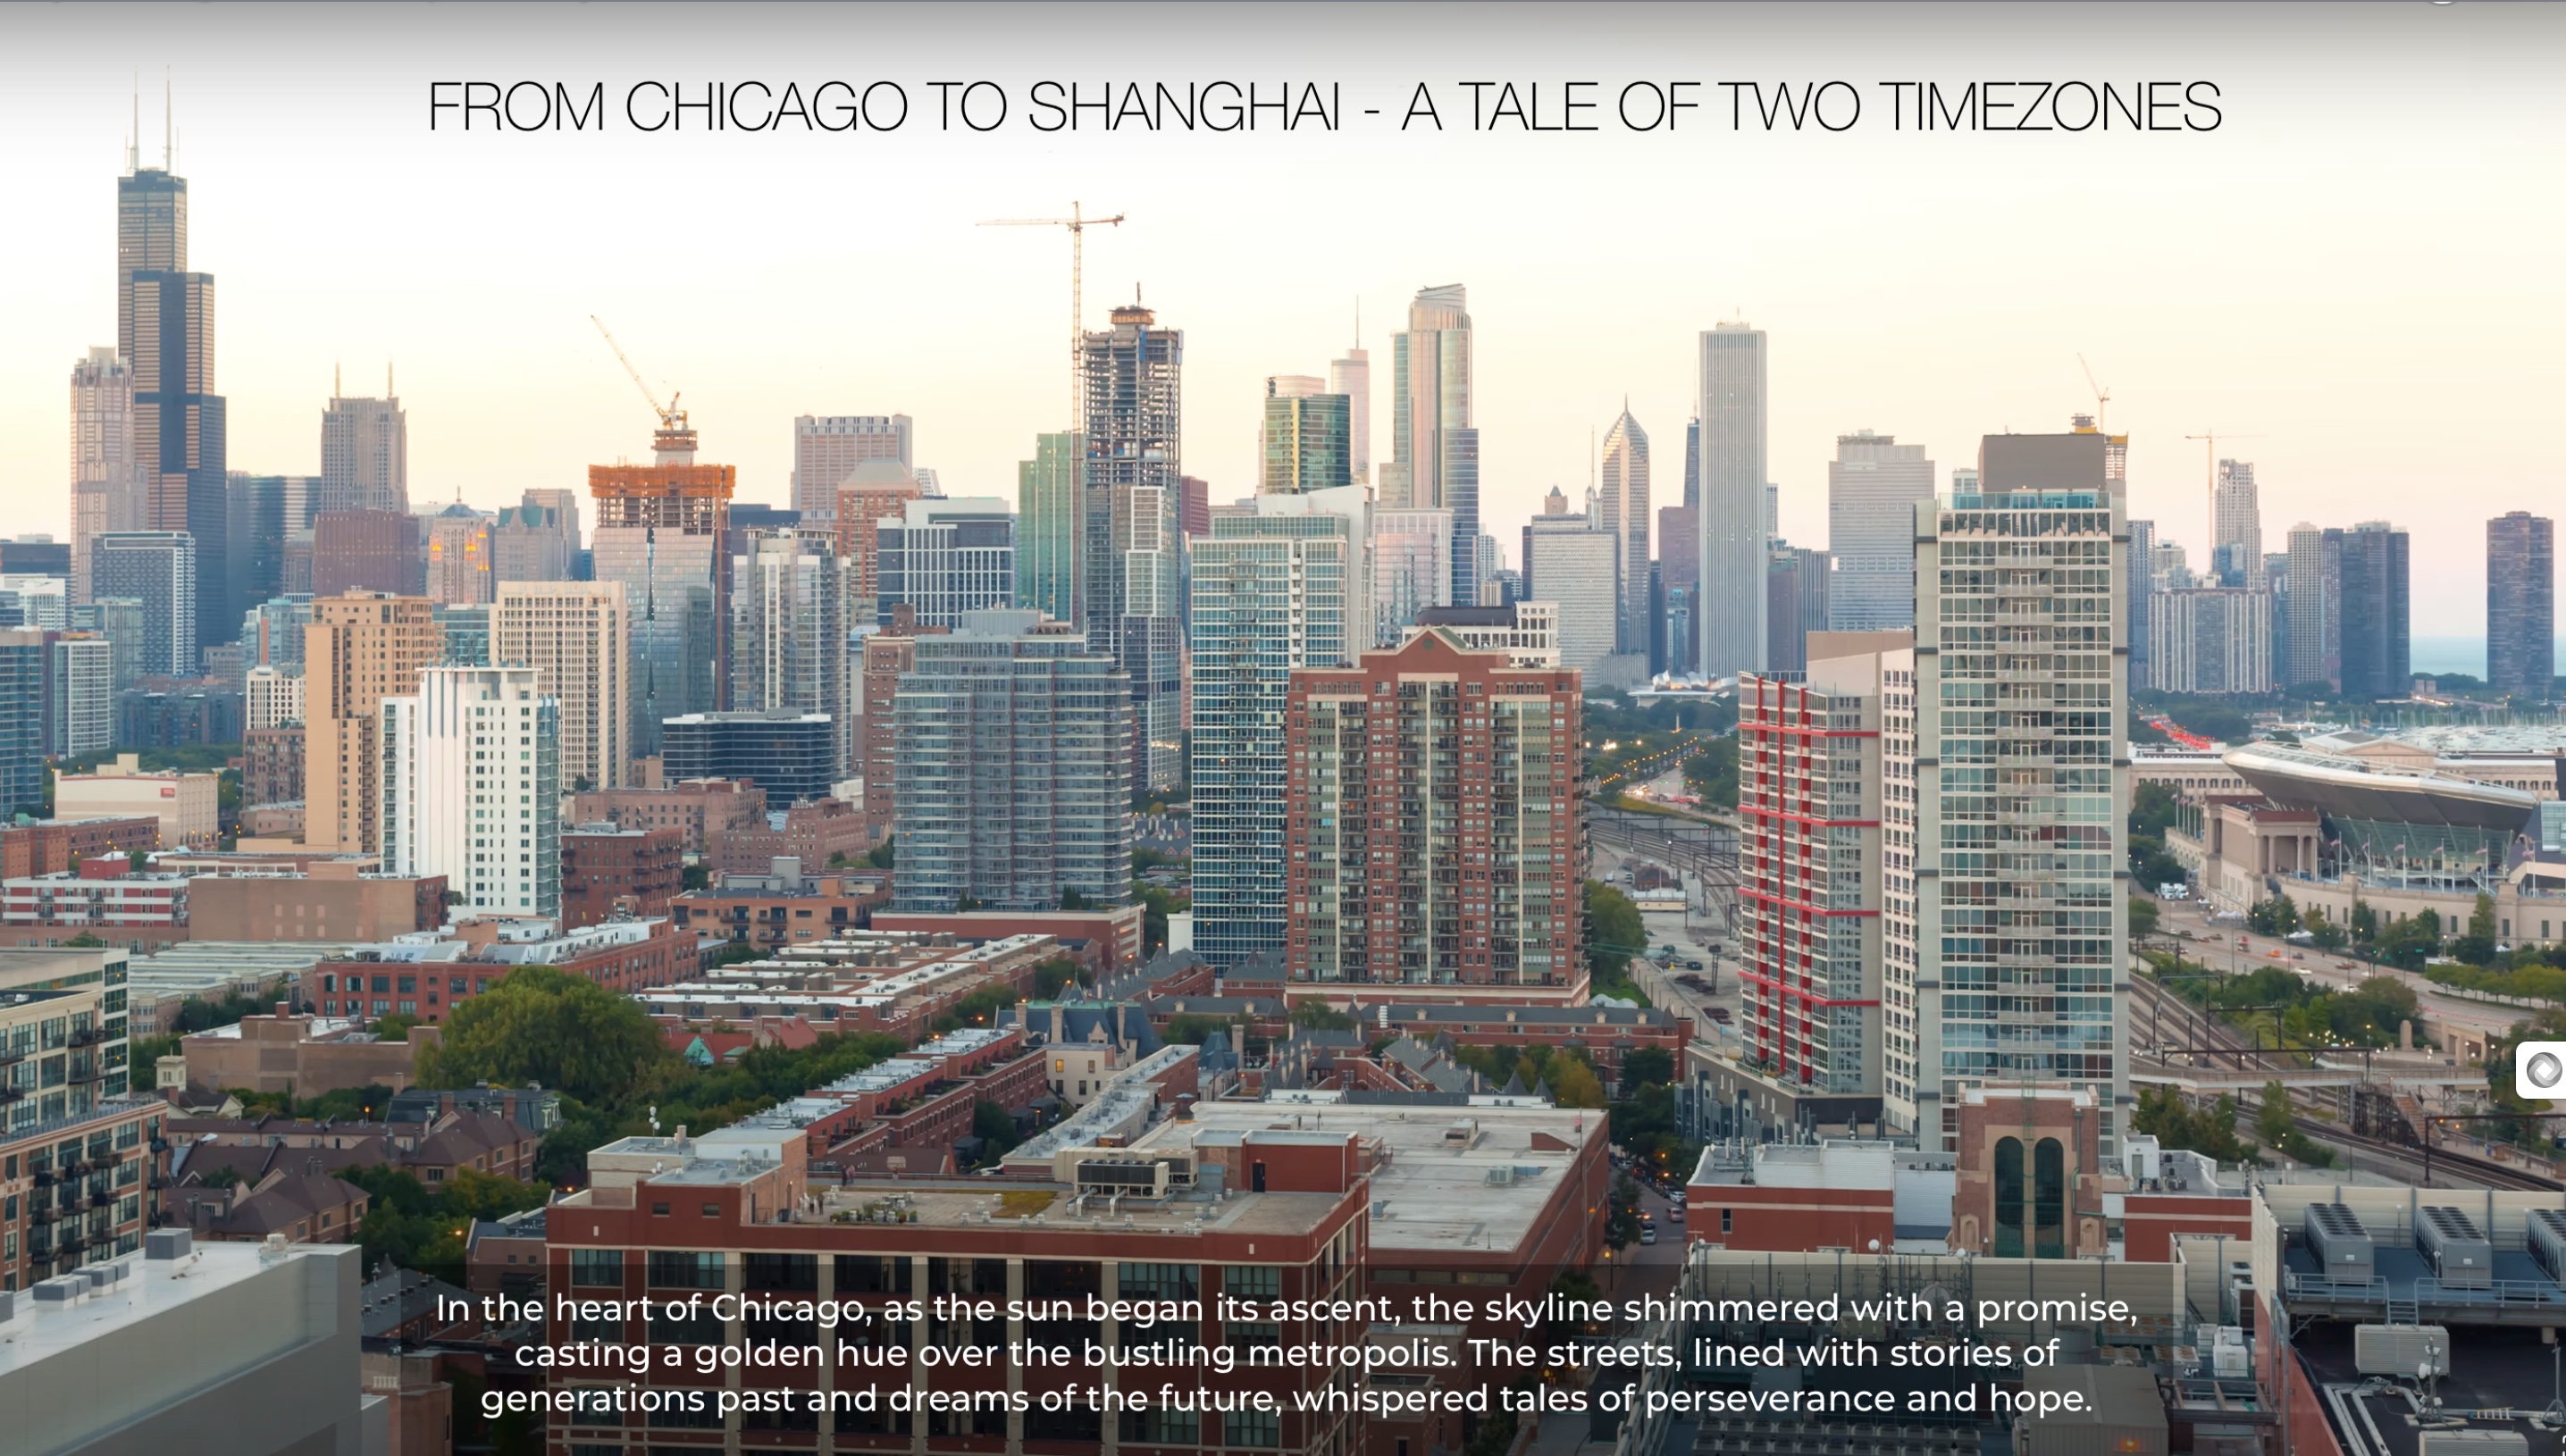 FROM CHICAGO TO SHANGHAI - A TALE OF TWO TIMEZONES
In the heart of Chicago, as the sun began its ascent, the skyline shimmered with a promise,
casting a golden hue over the bustling metropolis. The streets, lined with stories of
generations past and dreams of the future, whispered tales of perseverance and hope.